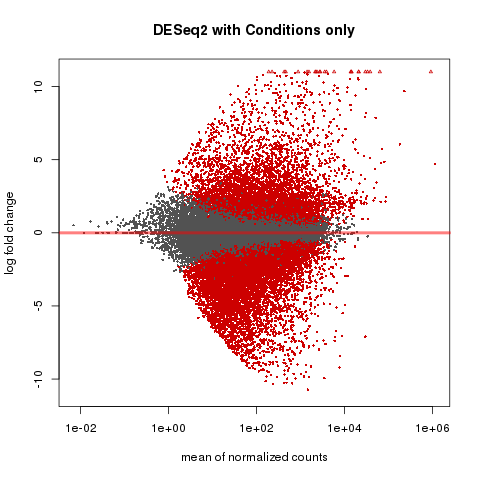 DESeq2 with Conditions only
log fold change
10
5
0
-5
-10
1e-02 1e+00 1e+02 1e+04 1e+06
mean of normalized counts